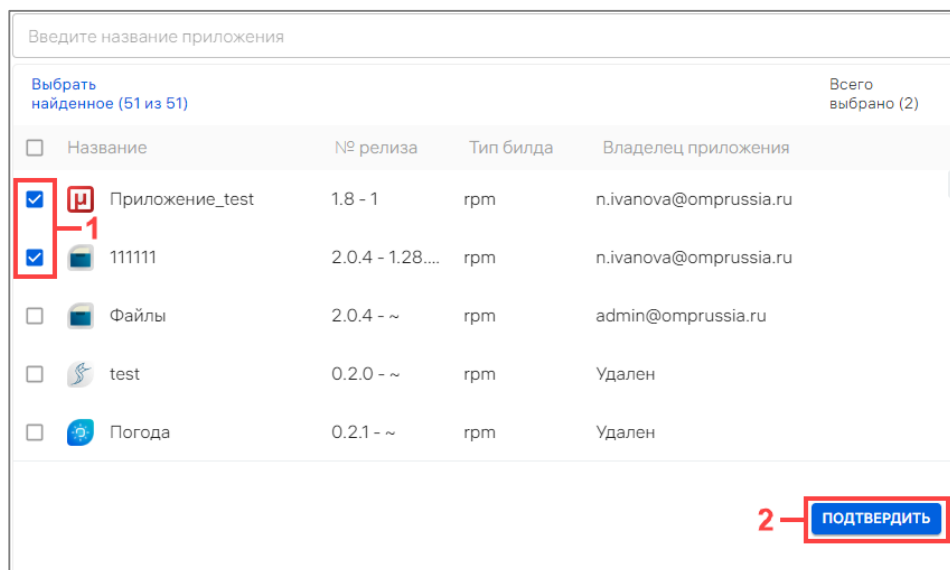 Введите название приложения
Выбрать
найденное (51 из 51)
Всего
выбрано (2)
Название № релиза Тип билда Владелец приложения
Приложение_test 1.8 - 1 rpm n.ivanova@omprussia.ru
1
111111 2.0.4 - 1.28.... rpm n.ivanova@omprussia.ru
Файлы 2.0.4 - ~ rpm admin@omprussia.ru
test 0.2.0 - ~ rpm Удален
Погода 0.2.1 - ~ rpm Удален
2 ПОДТВЕРДИТЬ